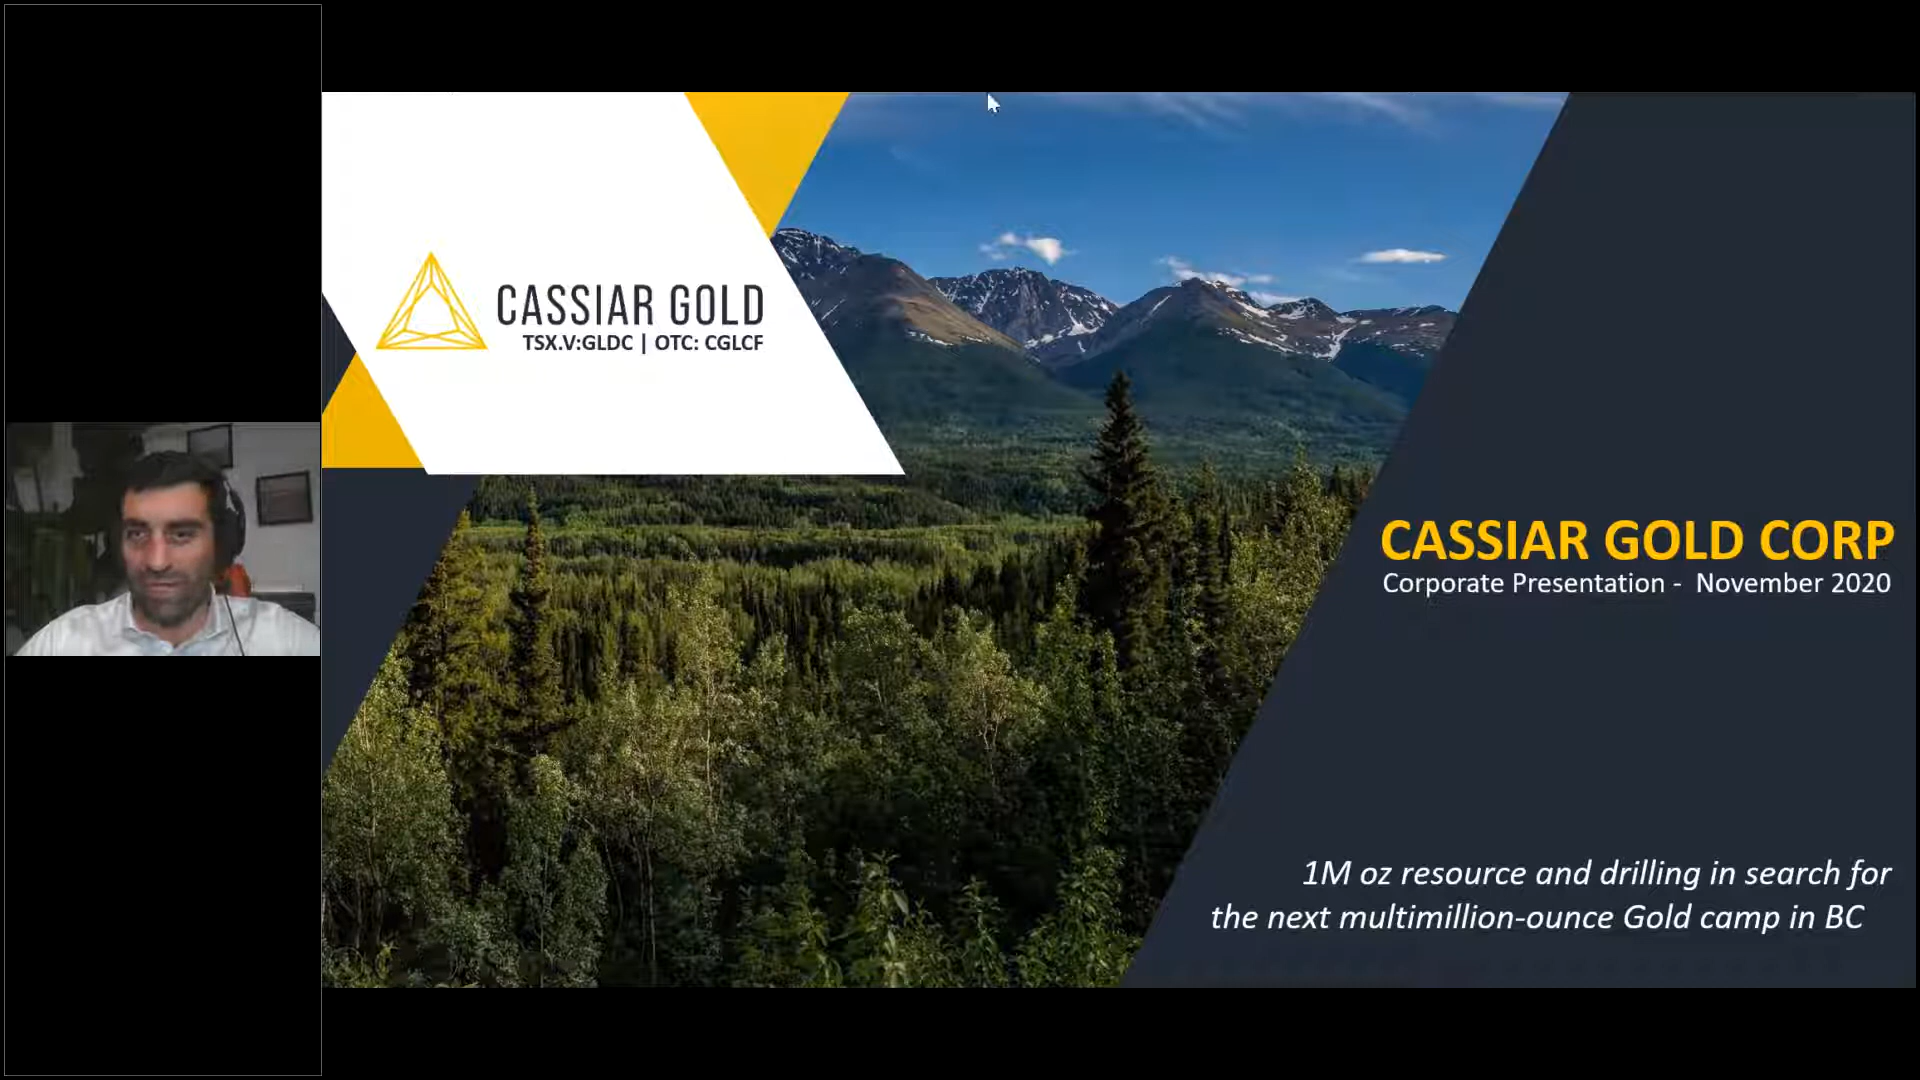 CASSIAR GOLD
TSX.V:GLDC | OTC: CGLCF
CASSIAR GOLD CORP
Corporate Presentation - November 2020
1M oz resource and drilling in search for
the next multimillion-ounce Gold camp in BC